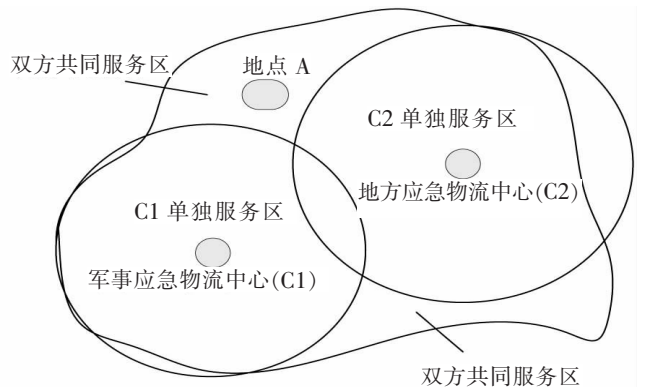 双方共同服务区
地点 A
C2 单独服务区
地方应急物流中心(C2)
C1 单独服务区
军事应急物流中心(C1)
双方共同服务区